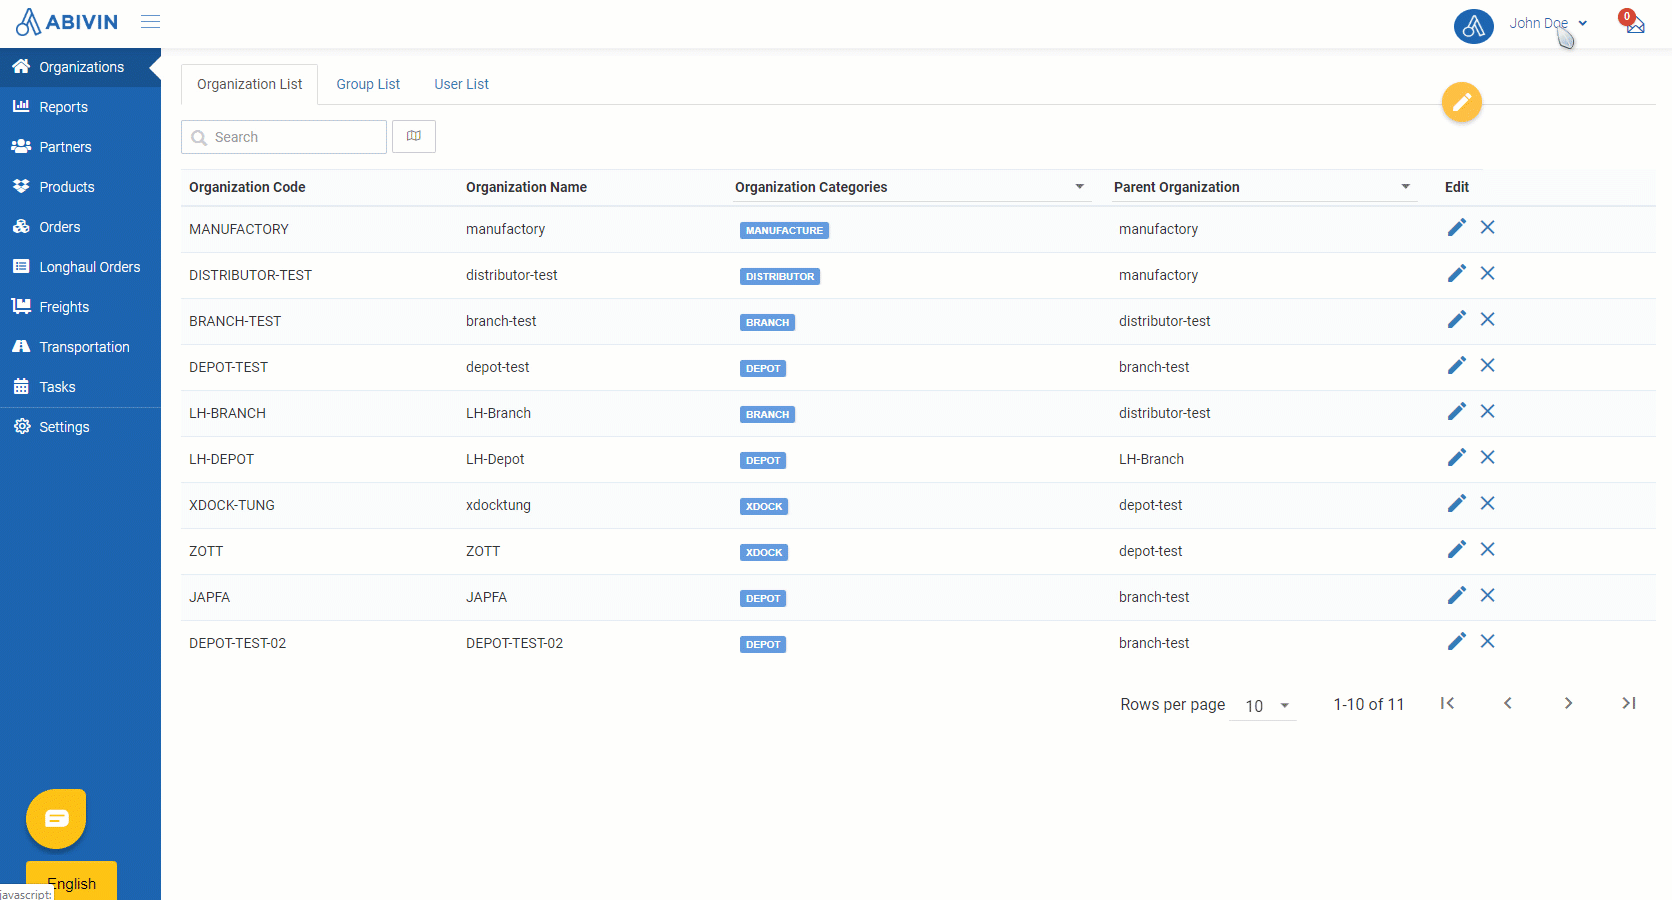 ABIVIN
John Doe
0
Organizations
Reports
Partners
Products
Orders
Longhaul Orders
Freights
Transportation
Tasks
Settings
Organization List Group List User List
Search
Organization Code Organization Name Organization Categories Parent Organization Edit
MANUFACTORY manufactory MANUFACTURE manufactory
DISTRIBUTOR-TEST distributor-test DISTRIBUTOR manufactory
BRANCH-TEST branch-test BRANCH distributor-test
DEPOT-TEST depot-test DEPOT branch-test
LH-BRANCH LH-Branch BRANCH distributor-test
LH-DEPOT LH-Depot DEPOT LH-Branch
XDOCK-TUNG xdocktung XDOCK depot-test
ZOTT ZOTT XDOCK depot-test
JAPFA JAPFA DEPOT branch-test
DEPOT-TEST-02 DEPOT-TEST-02 DEPOT branch-test
Rows per page 10 1-10 of 11
English
javascript: